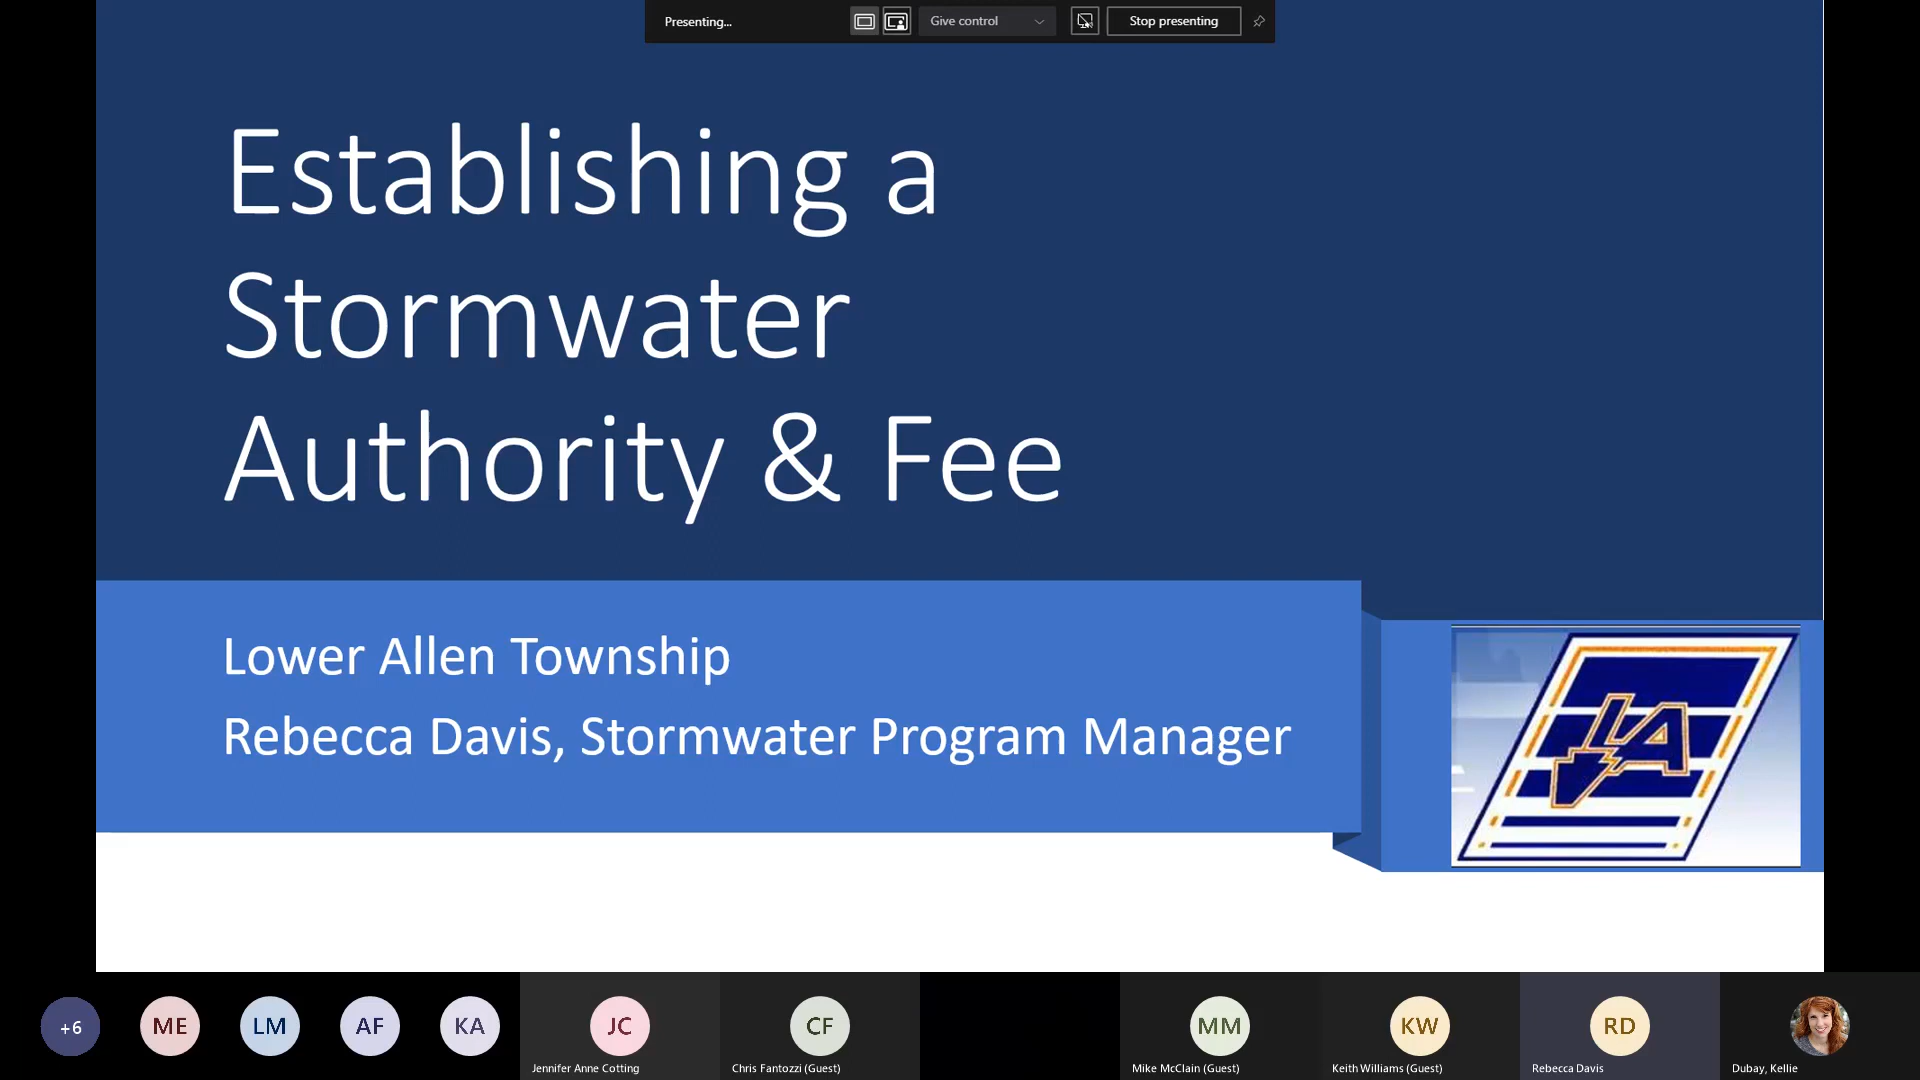 Presenting...
Give control
Stop presenting
Establishing a
Stormwater
Authority & Fee
Lower Allen Township
Rebecca Davis, Stormwater Program Manager
LA
+6
ME
LM
AF
KA
JC
CF
MM
KW
RD
Jennifer Anne Cotting
Chris Fantozzi (Guest)
Mike McClain (Guest)
Keith Williams (Guest)
Rebecca Davis
Dubay, Kellie